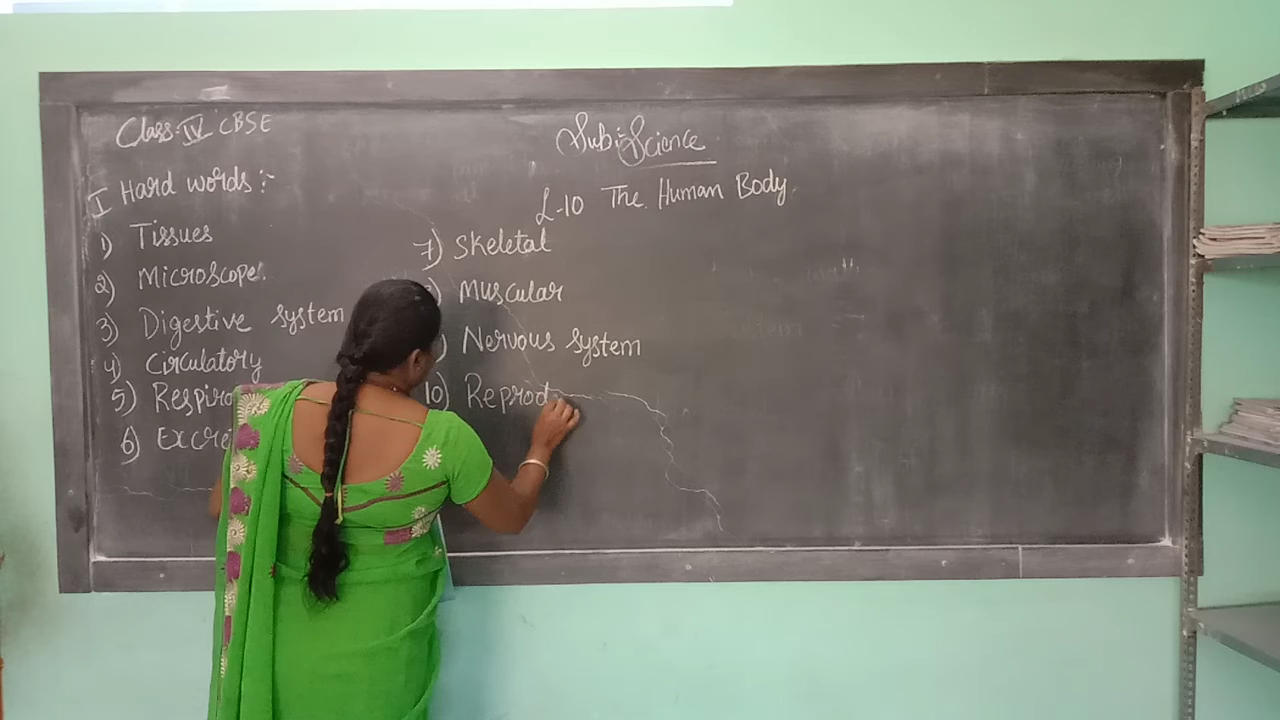 Class: IV CBSE
Sub:- Science
L-10 The Human Body
I Hard words :-
1) Tissues
2) Microscope
3) Digestive system
4) Circulatory
5) Respira
6) Excre
7) Skeletal
) Muscular
) Nervous system
10) Reprod